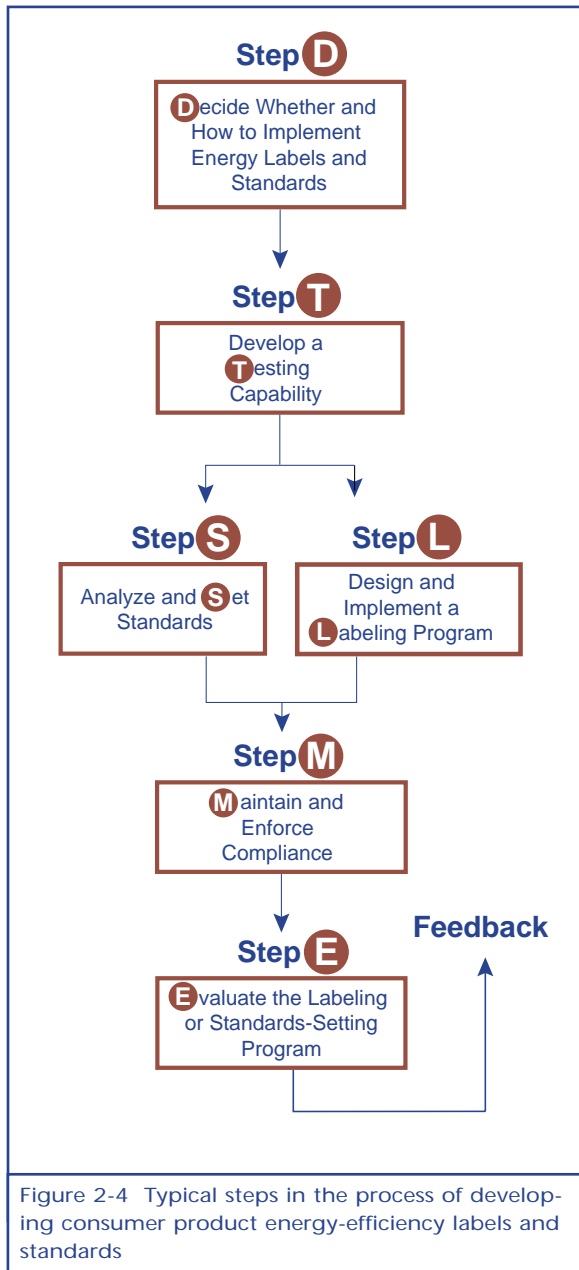 Step D
Decide Whether and
How to Implement
Energy Labels and
Standards
Step T
Develop a
Testing
Capability
Step S
Analyze and Set
Standards
Step L
Design and
Implement a
Labeling Program
Step M
Maintain and
Enforce
Compliance
Step E
Evaluate the Labeling
or Standards-Setting
Program
Feedback
Figure 2-4 Typical steps in the process of develop-
ing consumer product energy-efficiency labels and
standards